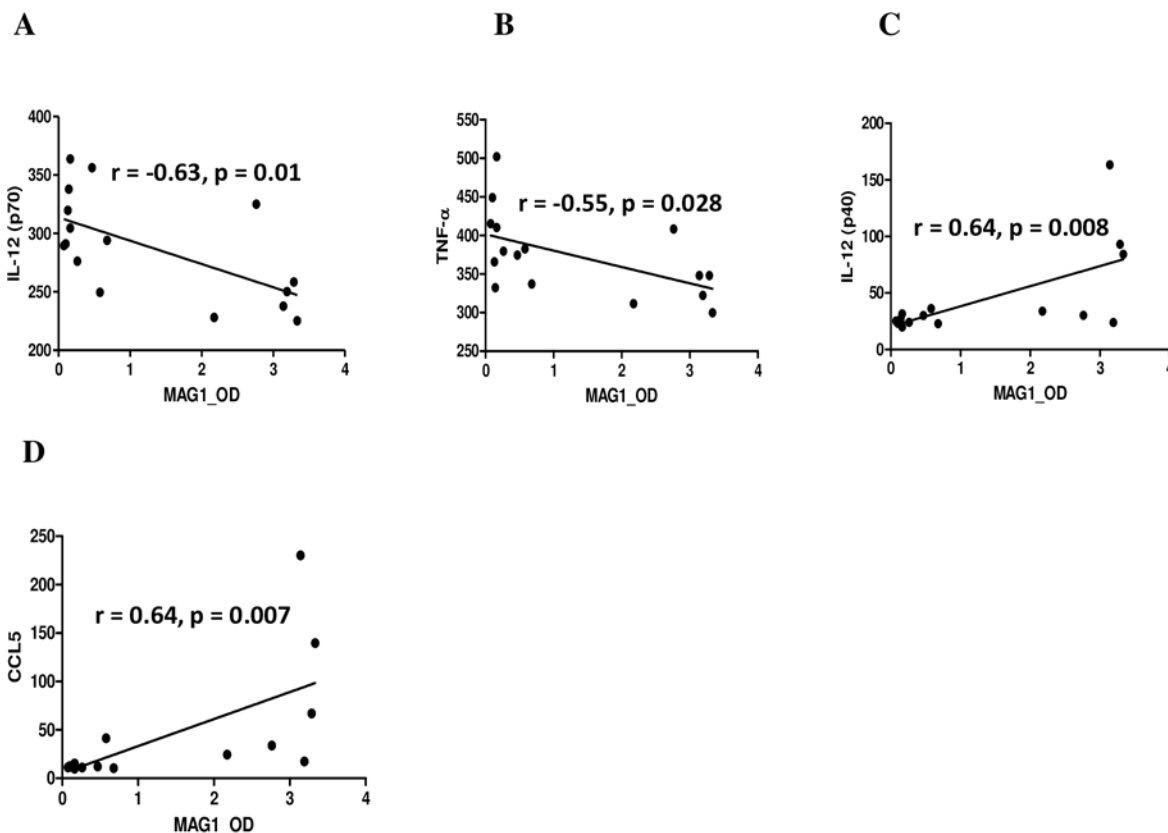 A
B
C
400
350
300
250
200
IL-12 (p70)
r = -0.63, p = 0.01
0
1
2
3
4
MAG1_OD
550
500
450
400
350
300
250
TNF-α
r = -0.55, p = 0.028
0
1
2
3
4
MAG1_OD
200
150
100
50
0
IL-12 (p40)
r = 0.64, p = 0.008
0
1
2
3
4
MAG1_OD
D
250
200
150
100
50
0
CCL5
r = 0.64, p = 0.007
0
1
2
3
4
MAG1_OD